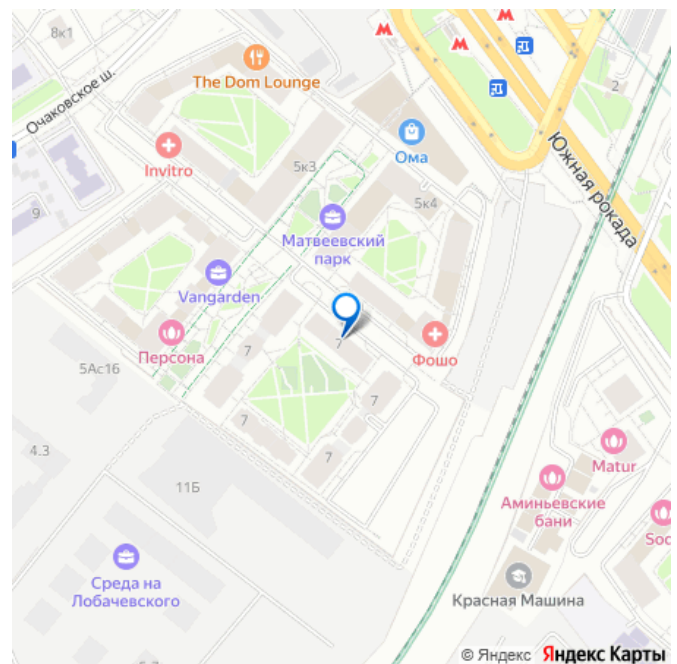 8к1
The Dom Lounge
Очаковское ш.
Invitro
5к3
Ома
2
Южная рокада
9
5к4
Матвеевский
парк
Vangarden
Персона
7
7
Фошо
5Ас16
7
7
7
4.3
11Б
Matur
Аминьевские
бани
Soc
Среда на
Лобачевского
Красная Машина
© Яндекс Яндекс Карты